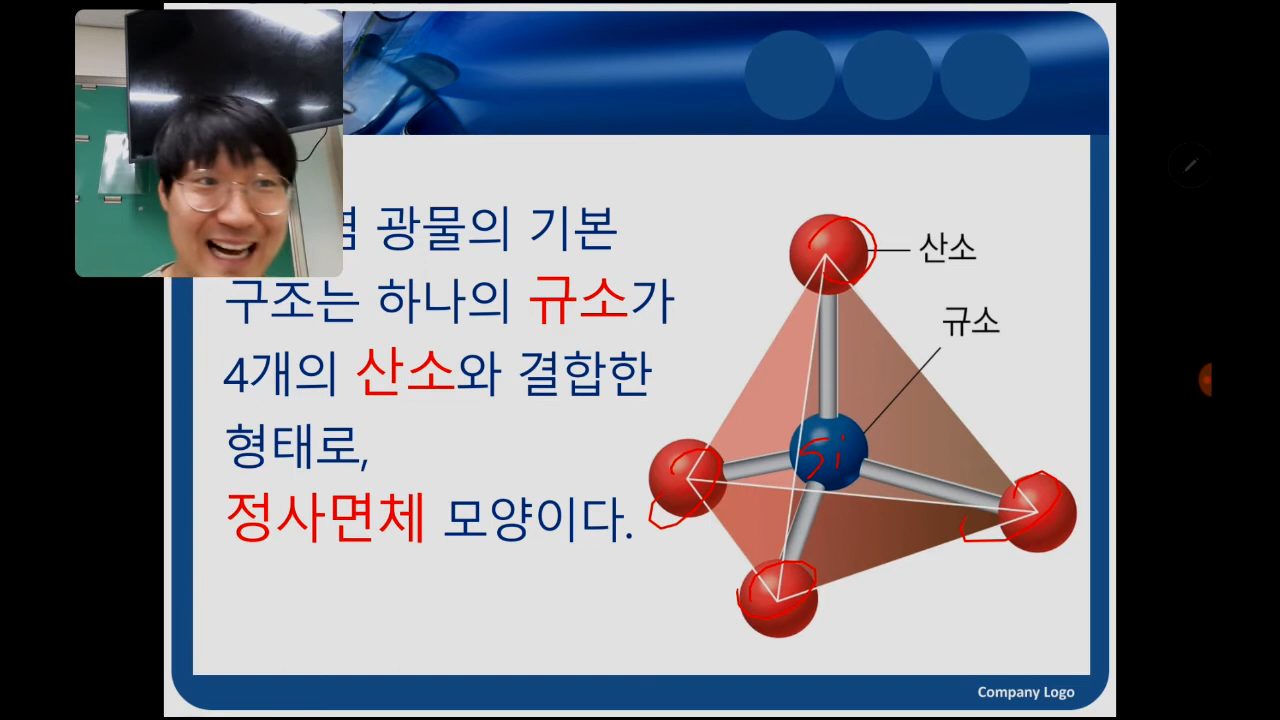 광물의 기본
구조는 하나의 규소가
4개의 산소와 결합한
형태로,
정사면체 모양이다.
산소
규소
Si
Company Logo